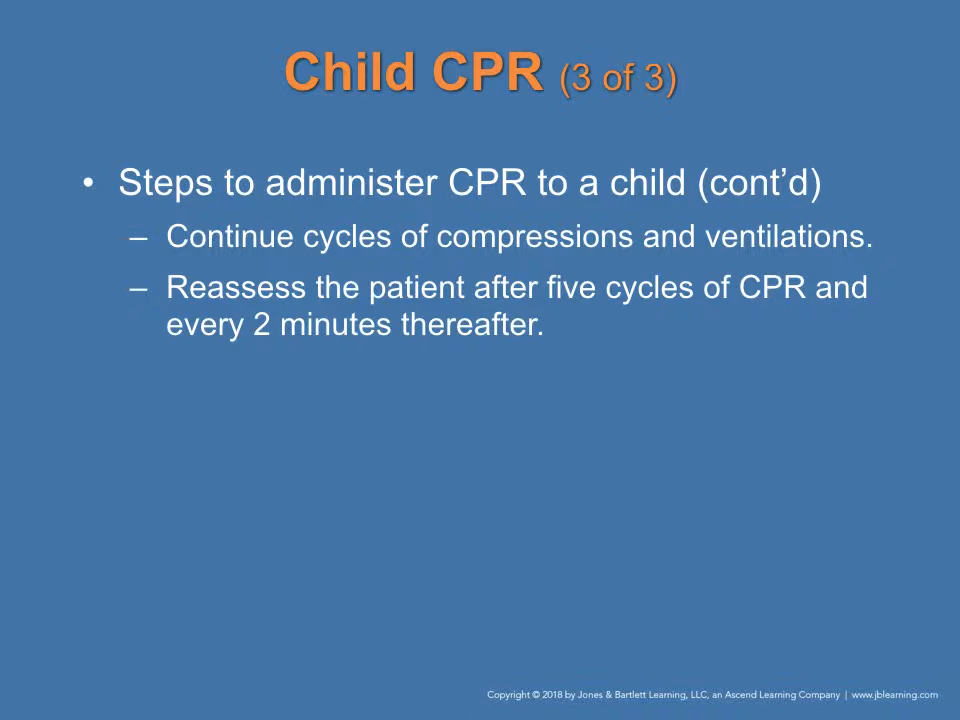 Child CPR (3 of 3)
• Steps to administer CPR to a child (cont’d)
– Continue cycles of compressions and ventilations.
– Reassess the patient after five cycles of CPR and
every 2 minutes thereafter.
Copyright © 2018 by Jones & Bartlett Learning, LLC, an Ascend Learning Company | www.jblearning.com